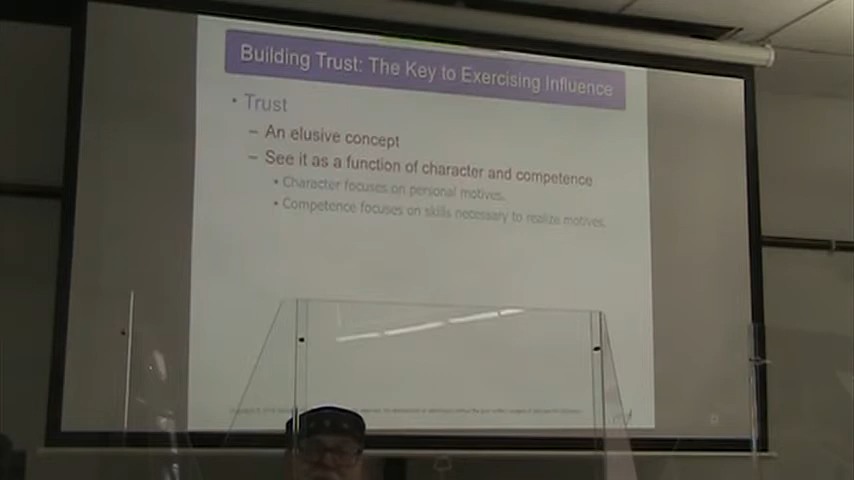 Building Trust: The Key to Exercising Influence
• Trust
– An elusive concept
– See it as a function of character and competence
• Character focuses on personal motives.
• Competence focuses on skills necessary to realize motives.